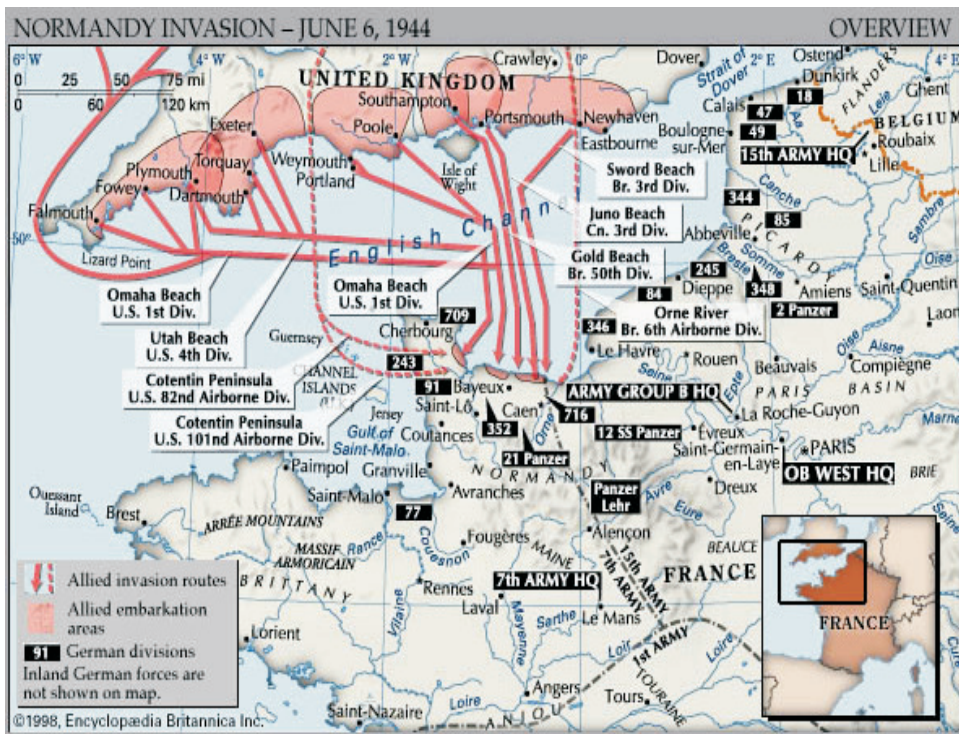 NORMANDY INVASION – JUNE 6, 1944
OVERVIEW
6° W
4° W
2° W
0°
2° E
50°
0 25 50 75 mi
0 60 120 km
UNITED KINGDOM
Crawley
Dover
Strait of
Dover
Ostend
Dunkirk
FLANDERS
Ghent
Calais
18
47
Aa
Leie
BELGIUM
49
Boulogne
sur-Mer
15th ARMY HQ
Roubaix
Lille
Southampton
Portsmouth
Newhaven
Eastbourne
Exeter
Poole
Torquay
Weymouth
Portland
Isle of
Wight
Plymouth
Fowey
Dartmouth
Falmouth
Lizard Point
English Channel
Sword Beach
Br. 3rd Div.
Juno Beach
Cn. 3rd Div.
Gold Beach
Br. 50th Div.
Omaha Beach
U.S. 1st Div.
Orne River
Br. 6th Airborne Div.
Omaha Beach
U.S. 1st Div.
Utah Beach
U.S. 4th Div.
Cotentin Peninsula
U.S. 82nd Airborne Div.
Cotentin Peninsula
U.S. 101nd Airborne Div.
Canche
344
85
PICARDY
Abbeville
Somme
Bresle
Sambre
Oise
245
Dieppe
84
348
Amiens
Saint-Quentin
2 Panzer
Laon
346
Le Havre
Rouen
Beauvais
Oise
Aisne
Compiègne
Seine
Epte
PARIS
BASIN
709
Cherbourg
Guernsey
243
CHANNEL
ISLANDS
(U.K.)
Jersey
91
Bayeux
Saint-Lô
Caen
Coutances
352
Orne
716
21 Panzer
12 SS Panzer
ARMY GROUP B HQ
La Roche-Guyon
Évreux
Marne
Saint-Germain-
en-Laye
PARIS
OB WEST HQ
BRIE
Gulf of
Saint-Malo
Paimpol
Granville
NORMANDY
Saint-Malo
Avranches
Panzer
Lehr
Avre
Eure
Dreux
Seine
Ouessant
Island
Brest
ARRÉE MOUNTAINS
MASSIF
ARMORICAIN
Rance
77
Couesnon
Fougères
MAINE
Alençon
BEAUCE
FRANCE
BRITTANY
Rennes
Vilaine
Laval
Mayenne
7th ARMY HQ
Sarthe
Le Mans
15th ARMY
7th ARMY
1st ARMY
Loir
Loire
Lorient
Angers
Loire
Tours
TOURAINE
ANJOU
Saint-Nazaire
Cure
FRANCE
Allied invasion routes
Allied embarkation
areas
91 German divisions
Inland German forces are
not shown on map.
©1998, Encyclopædia Britannica Inc.